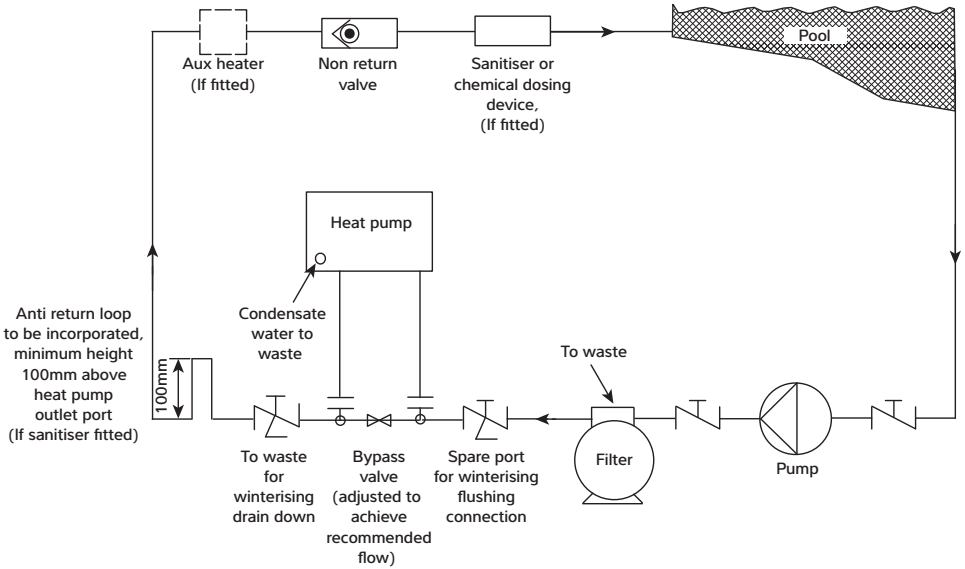 Pool
Aux heater
(If fitted)
Non return
valve
Sanitiser or
chemical dosing
device,
(If fitted)
Heat pump
Condensate
water to
waste
Anti return loop
to be incorporated,
minimum height
100mm above
heat pump
outlet port
(If sanitiser fitted)
100mm
To waste
Filter
Pump
To waste
for
winterising
drain down
Bypass
valve
(adjusted to
achieve
recommended
flow)
Spare port
for winterising
flushing
connection